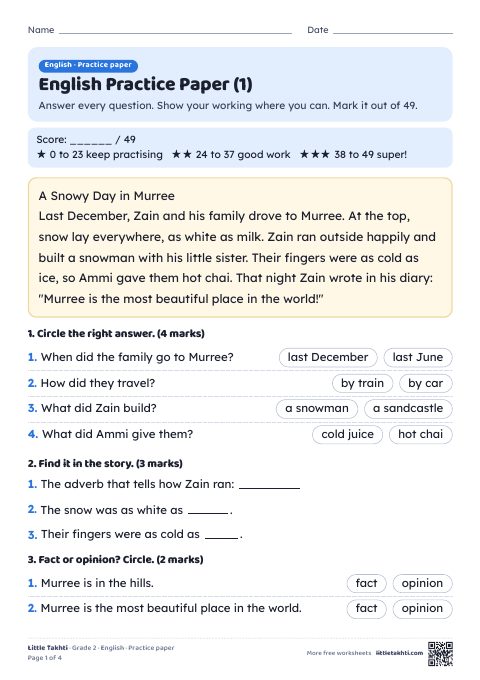 Name
Date
English · Practice paper
English Practice Paper (1)
Answer every question. Show your working where you can. Mark it out of 49.
Score: ______ / 49
★ 0 to 23 keep practising ★★ 24 to 37 good work ★★★ 38 to 49 super!
A Snowy Day in Murree
Last December, Zain and his family drove to Murree. At the top,
snow lay everywhere, as white as milk. Zain ran outside happily and
built a snowman with his little sister. Their fingers were as cold as
ice, so Ammi gave them hot chai. That night Zain wrote in his diary:
"Murree is the most beautiful place in the world!"
1. Circle the right answer. (4 marks)
1. When did the family go to Murree? last December last June
2. How did they travel? by train by car
3. What did Zain build? a snowman a sandcastle
4. What did Ammi give them? cold juice hot chai
2. Find it in the story. (3 marks)
1. The adverb that tells how Zain ran: ________
2. The snow was as white as ______.
3. Their fingers were as cold as _____.
3. Fact or opinion? Circle. (2 marks)
1. Murree is in the hills. fact opinion
2. Murree is the most beautiful place in the world. fact opinion
Little Takhti · Grade 2 · English · Practice paper
Page 1 of 4
More free worksheets littletakhti.com